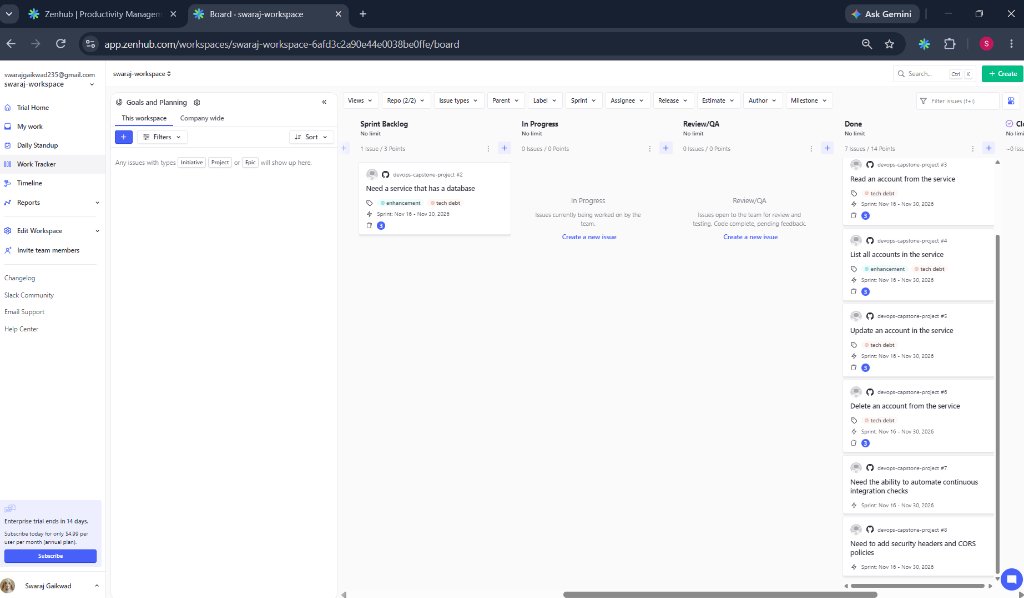 Zenhub | Productivity Managem
Board · swaraj-workspace
Ask Gemini
app.zenhub.com/workspaces/swaraj-workspace-6afd3c2a90e44e0038be0ffe/board
S
swarajgaikwad235@gmail.com
swaraj-workspace
Trial Home
My work
Daily Standup
Work Tracker
Timeline
Reports
Edit Workspace
Invite team members
Changelog
Slack Community
Email Support
Help Center
Enterprise trial ends in 14 days.
Subscribe today for only $4.99 per
user per month (annual plan).
Subscribe
Swaraj Gaikwad
swaraj-workspace
Search...
Ctrl K
+ Create
Goals and Planning
This workspace
Company wide
+
Filters
Sort
Any issues with types Initiative Project or Epic will show up here.
Views
Repo (2/2)
Issue types
Parent
Label
Sprint
Assignee
Release
Estimate
Author
Milestone
Filter issues (f+i)
Sprint Backlog
No limit
1 Issue / 3 Points
devops-capstone-project #2
Need a service that has a database
enhancement
tech debt
Sprint: Nov 16 - Nov 30, 2026
3
In Progress
No limit
0 Issues / 0 Points
In Progress
Issues currently being worked on by the
team.
Create a new issue
Review/QA
No limit
0 Issues / 0 Points
Review/QA
Issues open to the team for review and
testing. Code complete, pending feedback.
Create a new issue
Done
No limit
7 Issues / 14 Points
devops-capstone-project #3
Read an account from the service
tech debt
Sprint: Nov 16 - Nov 30, 2026
3
devops-capstone-project #4
List all accounts in the service
enhancement
tech debt
Sprint: Nov 16 - Nov 30, 2026
3
devops-capstone-project #5
Update an account in the service
tech debt
Sprint: Nov 16 - Nov 30, 2026
3
devops-capstone-project #6
Delete an account from the service
tech debt
Sprint: Nov 16 - Nov 30, 2026
3
devops-capstone-project #7
Need the ability to automate continuous
integration checks
Sprint: Nov 16 - Nov 30, 2026
devops-capstone-project #8
Need to add security headers and CORS
policies
Sprint: Nov 16 - Nov 30, 2026
Cl
No limi
~0 Issu